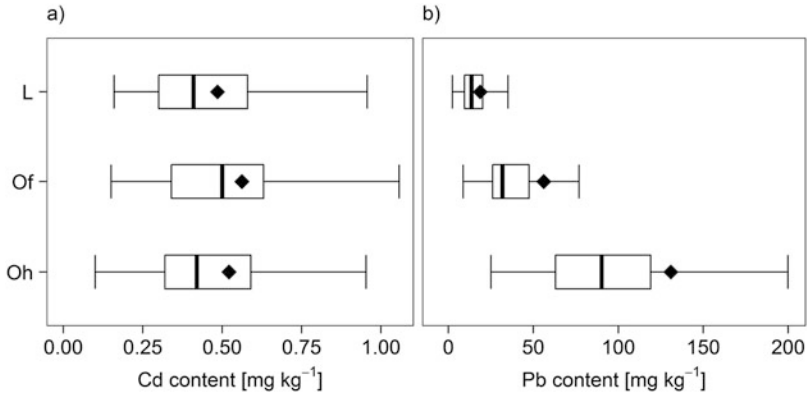 a)
b)
L
Of
Oh
0.00 0.25 0.50 0.75 1.00
0 50 100 150 200
Cd content [mg kg⁻¹]
Pb content [mg kg⁻¹]